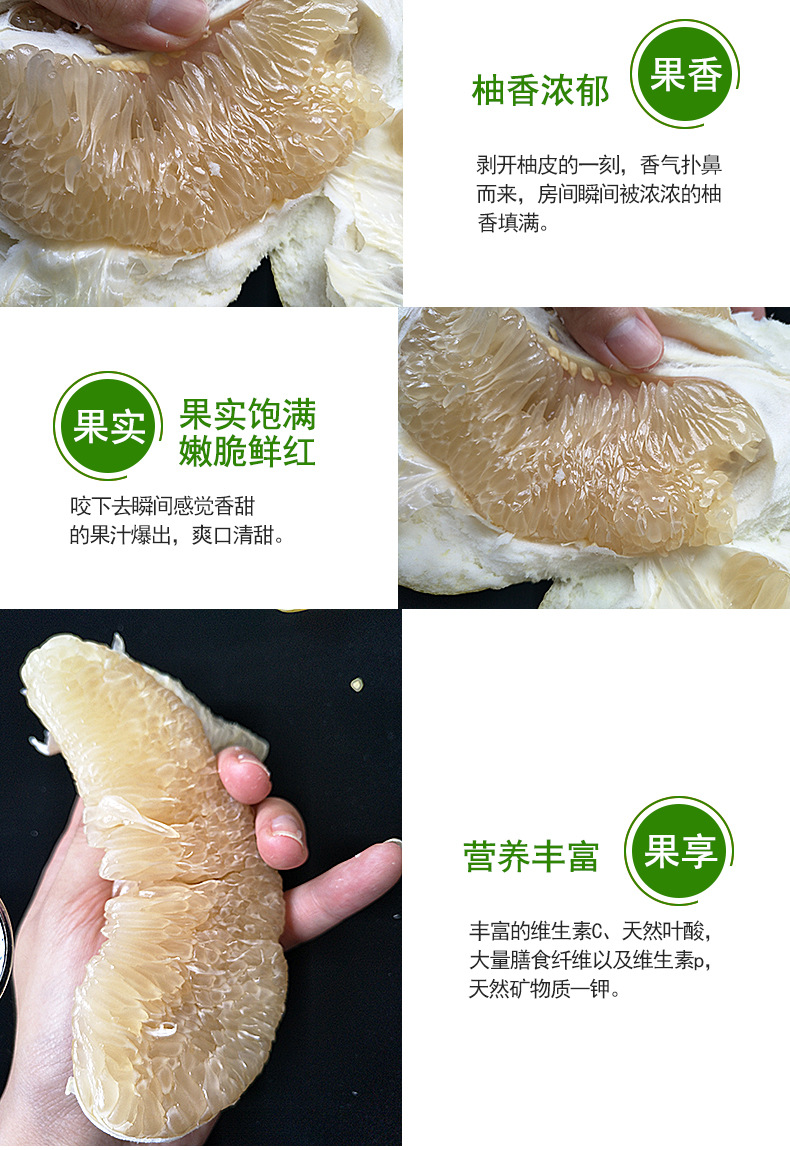 柚香浓郁
果香
剥开柚皮的一刻，香气扑鼻
而来，房间瞬间被浓浓的柚
香填满。
果实
果实饱满
嫩脆鲜红
咬下去瞬间感觉香甜
的果汁爆出，爽口清甜。
营养丰富
果享
丰富的维生素C、天然叶酸，
大量膳食纤维以及维生素p，
天然矿物质一钾。